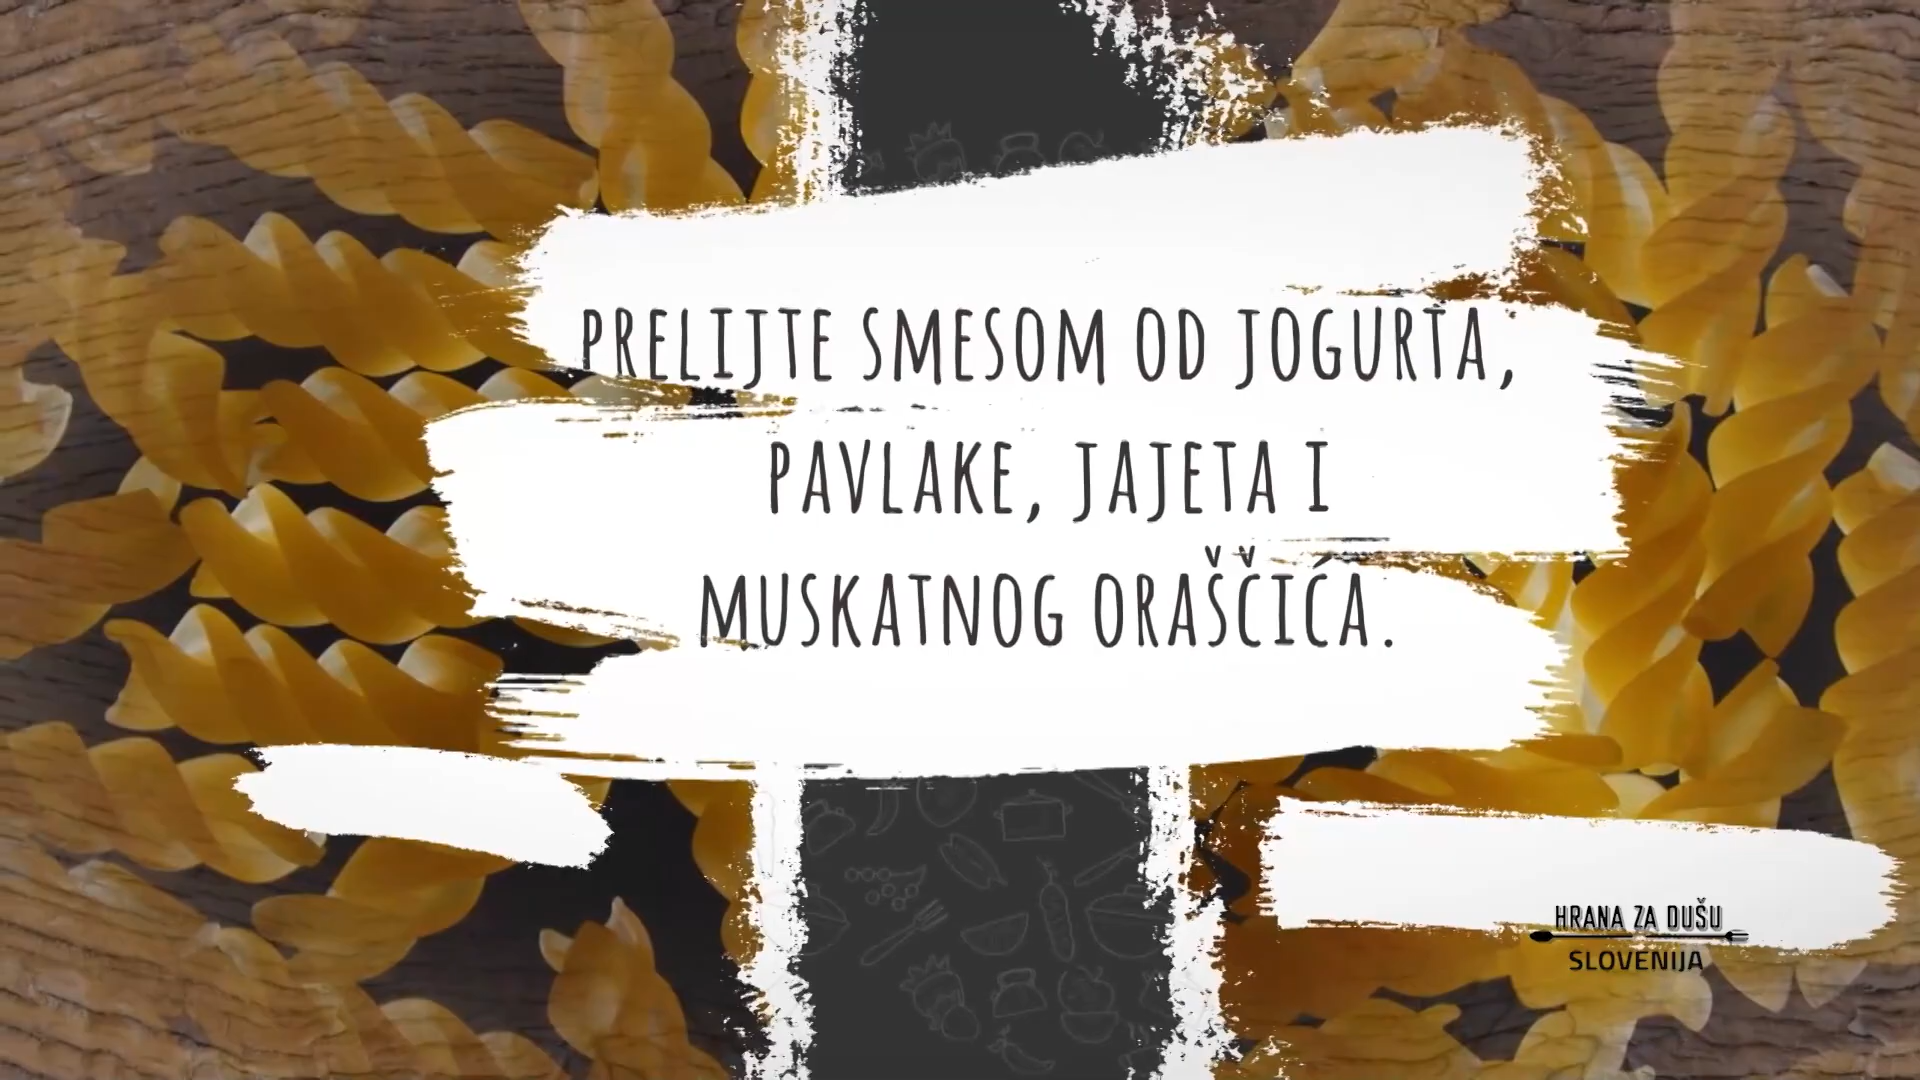 PRELIJTE SMESOM OD JOGURTA,
PAVLAKE, JAJETA I
MUSKATNOG ORAŠČIĆA.
HRANA ZA DUŠU
SLOVENIJA